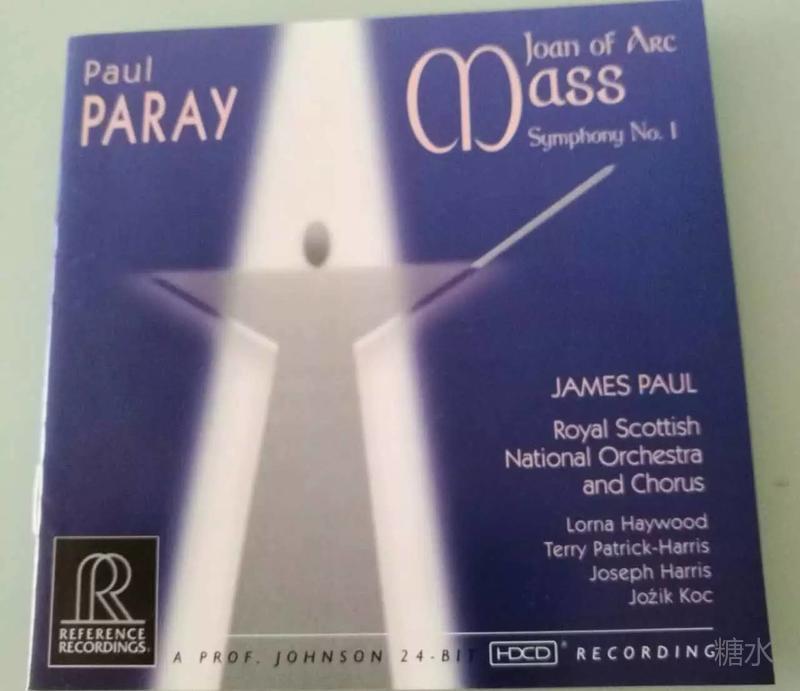 Paul
PARAY
Joan of Arc
Mass
Symphony No. 1
JAMES PAUL
Royal Scottish
National Orchestra
and Chorus
Lorna Haywood
Terry Patrick-Harris
Joseph Harris
Jożik Koc
R
REFERENCE
RECORDINGS®
A PROF. JOHNSON 24-BIT HDCD® RECORDING
糖水